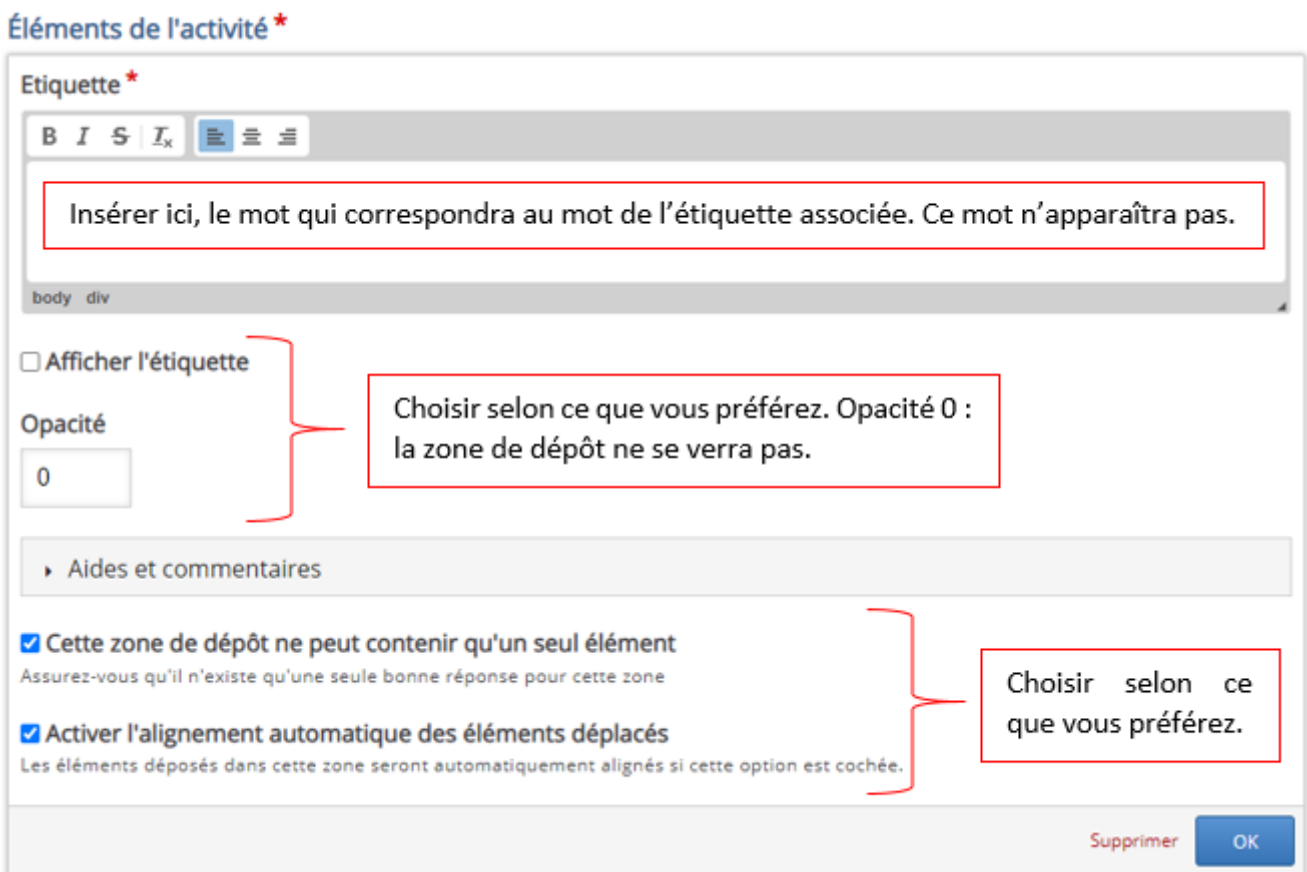 Éléments de l'activité *
Etiquette *
B I S Ix
Insérer ici, le mot qui correspondra au mot de l’étiquette associée. Ce mot n’apparaîtra pas.
body div
Afficher l'étiquette
Opacité
0
Choisir selon ce que vous préférez. Opacité 0 :
la zone de dépôt ne se verra pas.
Aides et commentaires
Cette zone de dépôt ne peut contenir qu'un seul élément
Assurez-vous qu'il n'existe qu'une seule bonne réponse pour cette zone
Activer l'alignement automatique des éléments déplacés
Les éléments déposés dans cette zone seront automatiquement alignés si cette option est cochée.
Choisir selon ce
que vous préférez.
Supprimer OK